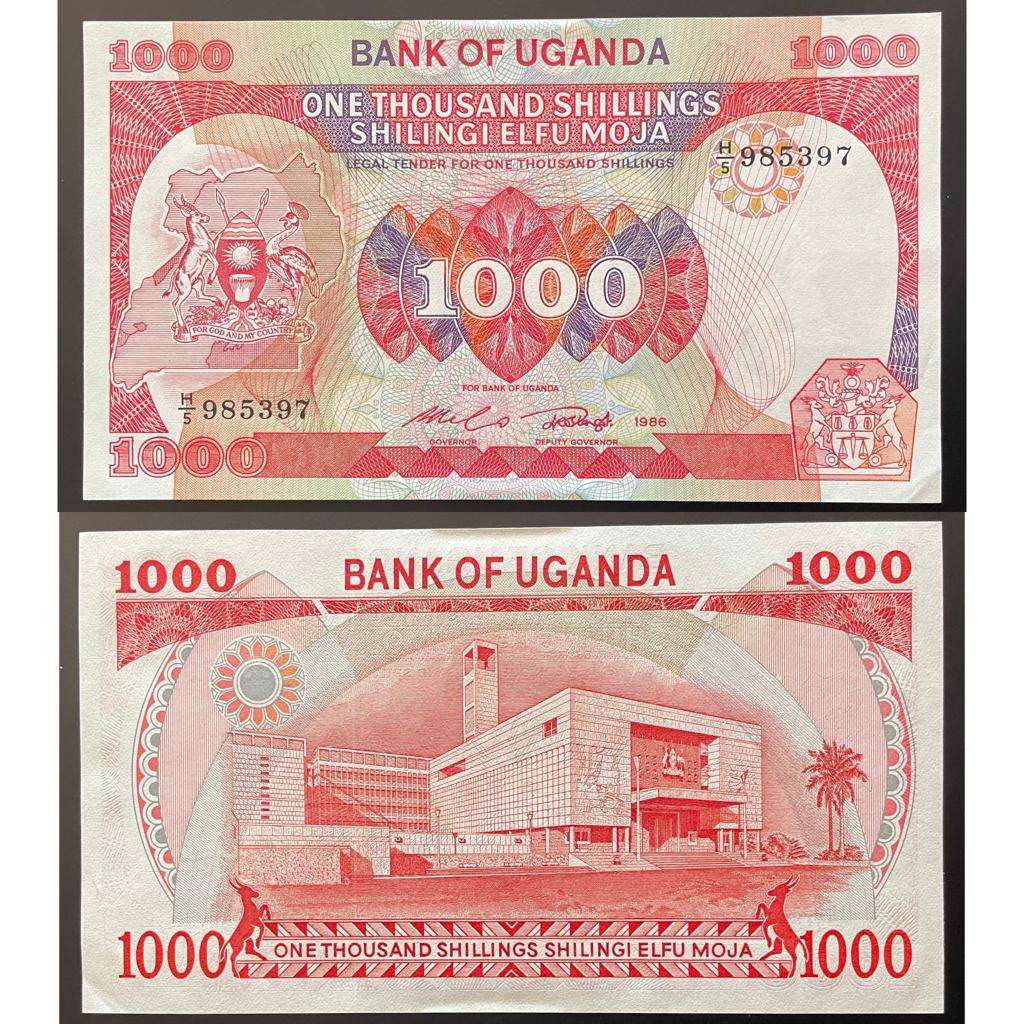 1000 BANK OF UGANDA 1000
ONE THOUSAND SHILLINGS
SHILINGI ELFU MOJA
LEGAL TENDER FOR ONE THOUSAND SHILLINGS
H/5 985397
1000
FOR GOD AND MY COUNTRY
FOR BANK OF UGANDA
H/5 985397
1986
GOVERNOR DEPUTY GOVERNOR
1000
1000 BANK OF UGANDA 1000
1000 ONE THOUSAND SHILLINGS SHILINGI ELFU MOJA 1000